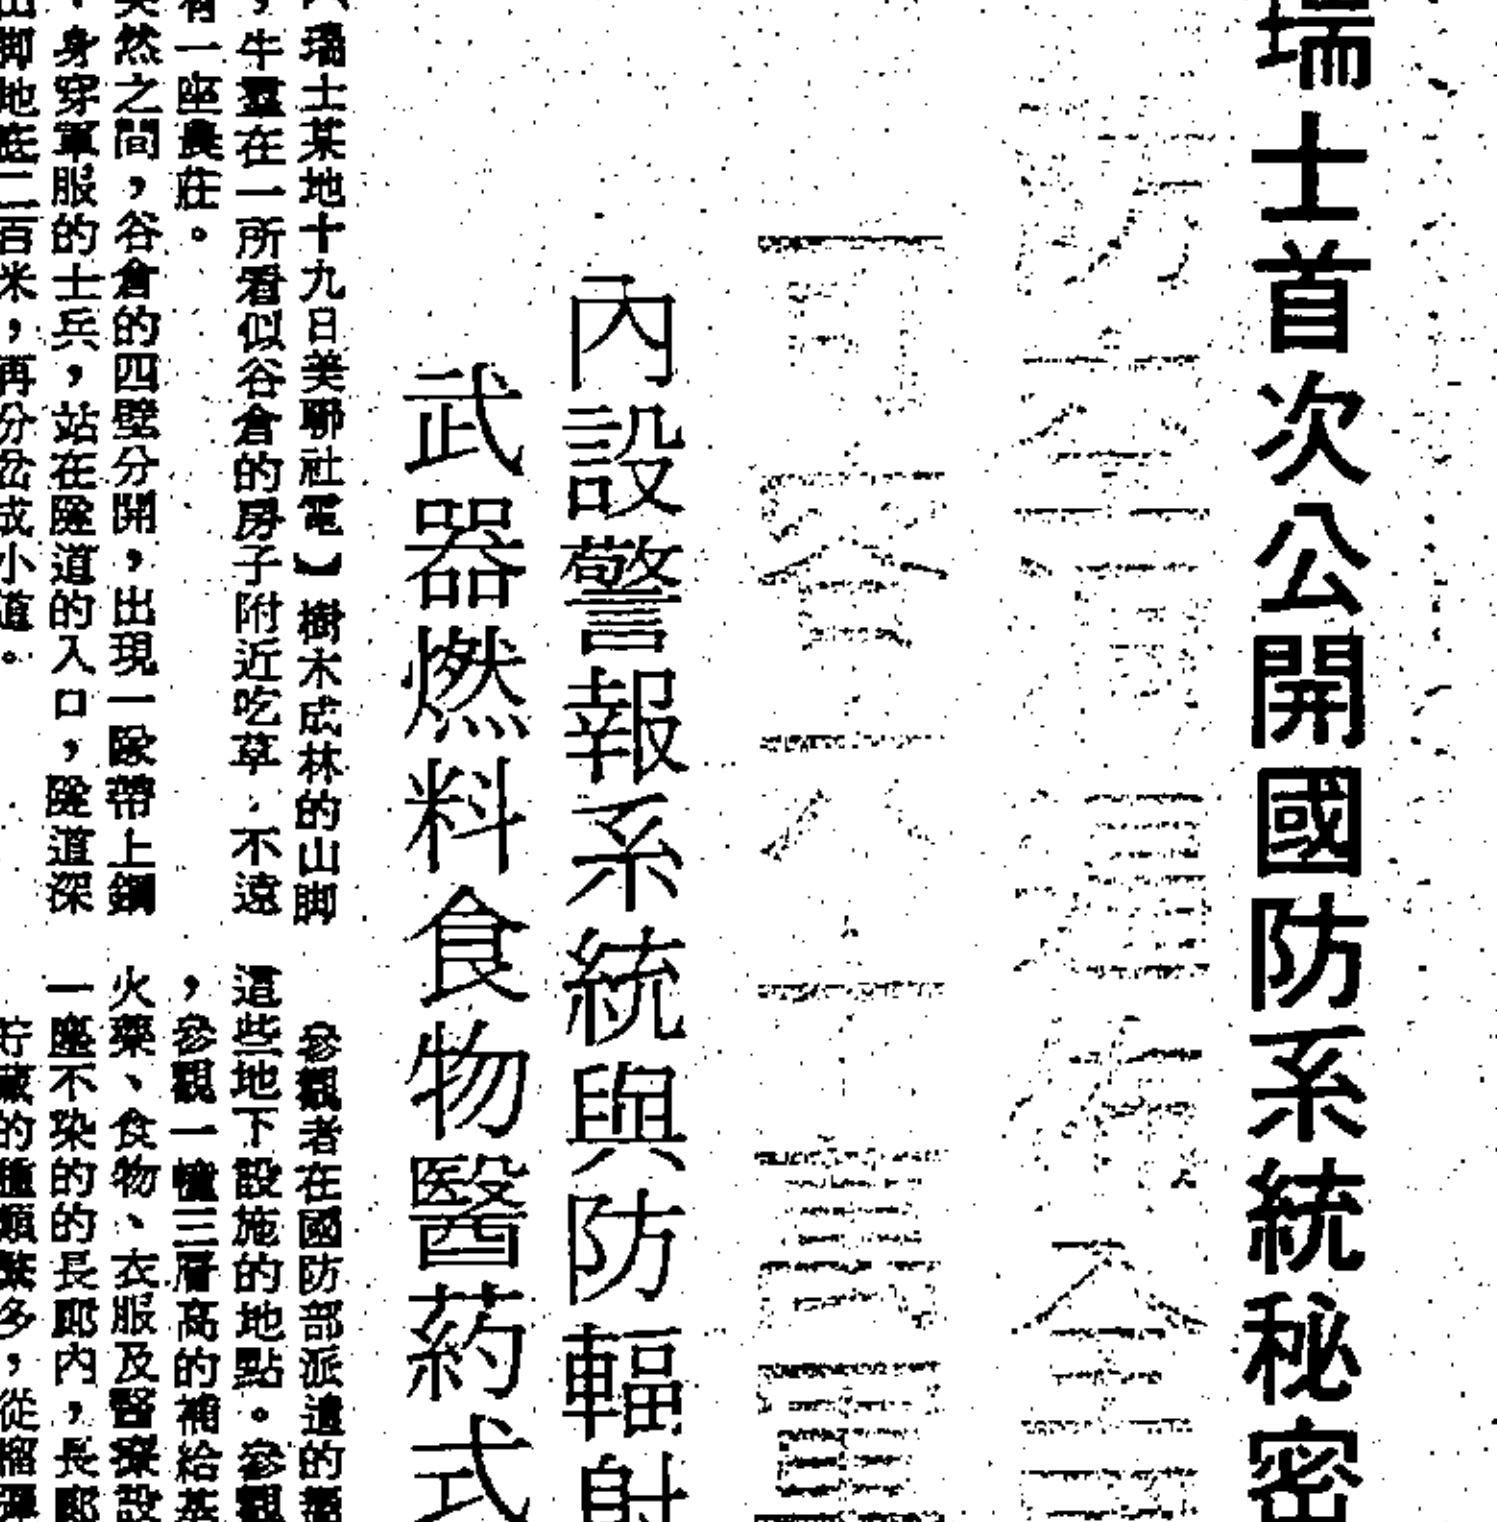 瑞士首次公開國防系統秘密
防空
可容
內設警報系統與防輻射
武器燃料食物醫葯式
瑞士某地十九日美聯社電】樹木成林的山脚
，牛羣在一所看似谷倉的房子附近吃草，不遠
有一座農莊。
突然之間，谷倉的四壁分開，出現一隊帶上鋼
，身穿軍服的士兵，站在隧道的入口，隧道深
山脚地底二百米，再分岔成小道。
參觀者在國防部派遣的
這些地下設施的地點。參觀
，參觀一幢三層高的補給基
火藥、食物、衣服及醫療設
一塵不染的的長廊內，長廊
貯藏的種類繁多，從榴彈